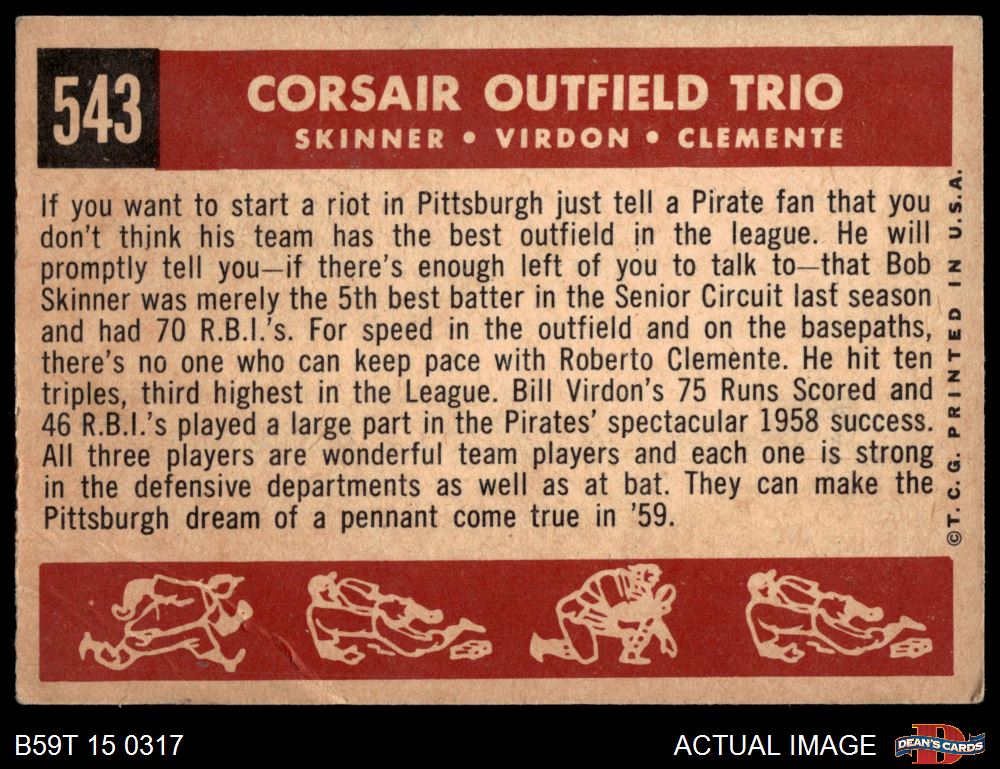 543
CORSAIR OUTFIELD TRIO
SKINNER • VIRDON • CLEMENTE
If you want to start a riot in Pittsburgh just tell a Pirate fan that you
don't think his team has the best outfield in the league. He will
promptly tell you—if there's enough left of you to talk to—that Bob
Skinner was merely the 5th best batter in the Senior Circuit last season
and had 70 R.B.I.'s. For speed in the outfield and on the basepaths,
there's no one who can keep pace with Roberto Clemente. He hit ten
triples, third highest in the League. Bill Virdon's 75 Runs Scored and
46 R.B.I.'s played a large part in the Pirates' spectacular 1958 success.
All three players are wonderful team players and each one is strong
in the defensive departments as well as at bat. They can make the
Pittsburgh dream of a pennant come true in '59.
©T. C. G. PRINTED IN U.S.A.
B59T 15 0317
ACTUAL IMAGE
D
DEAN'S CARDS